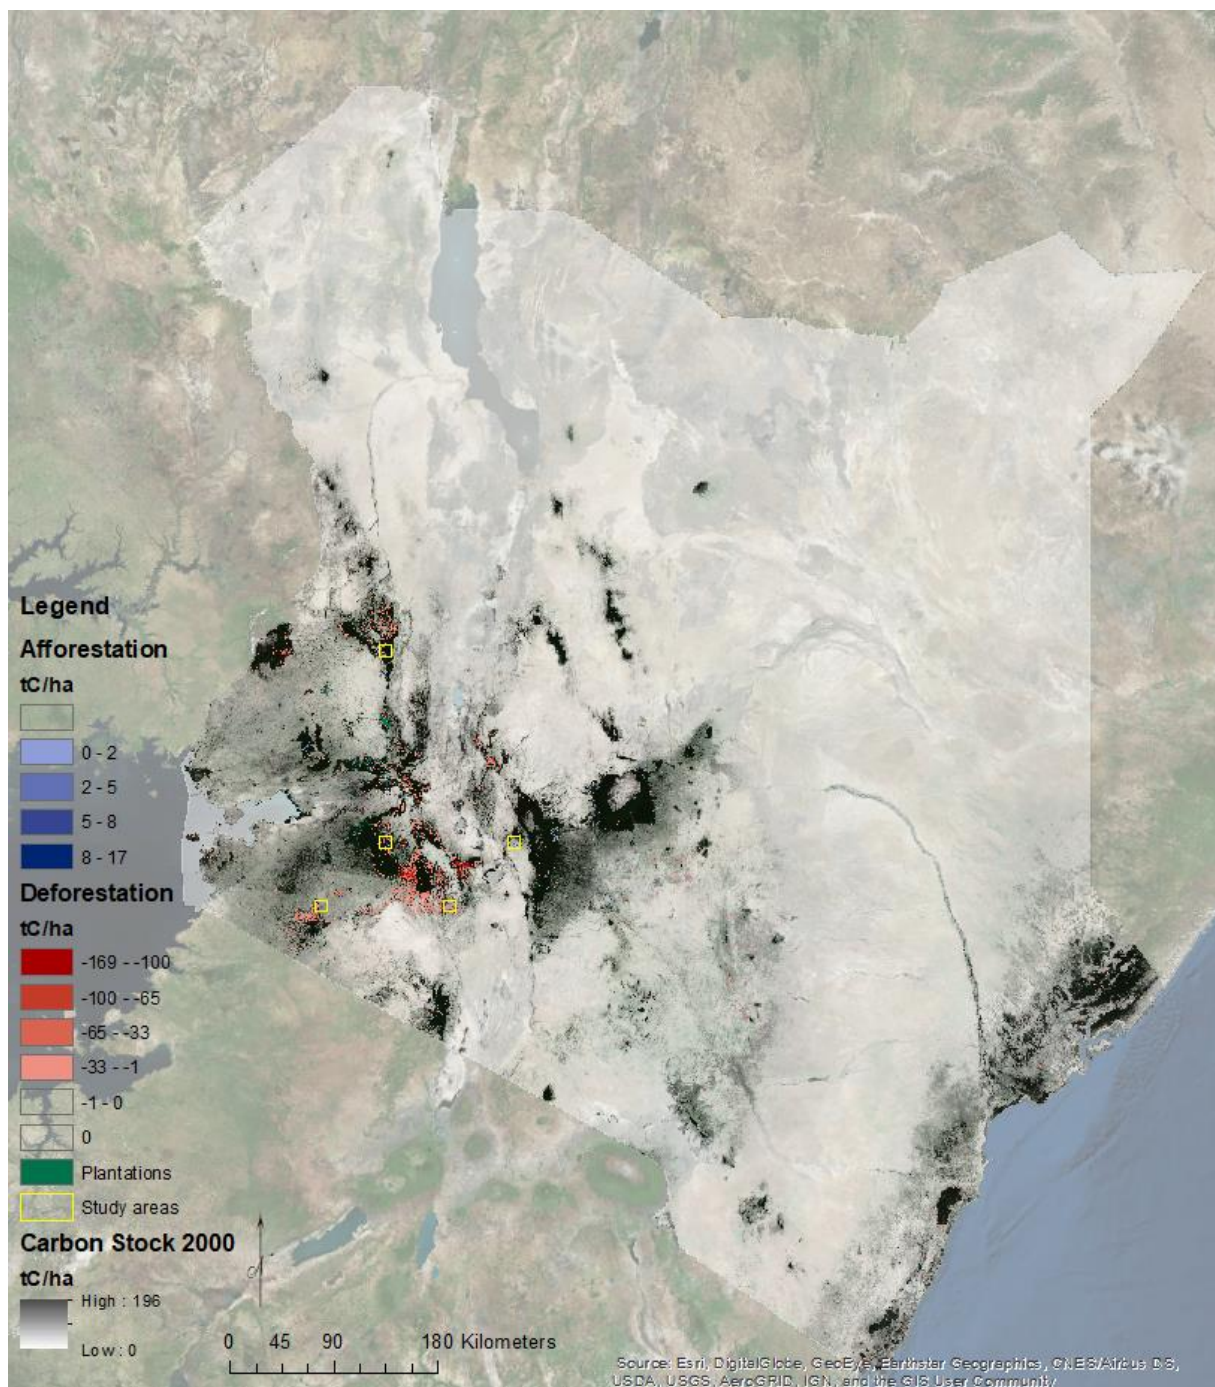 Legend
Afforestation
tC/ha
0 - 2
2 - 5
5 - 8
8 - 17
Deforestation
tC/ha
-169 - -100
-100 - -65
-65 - -33
-33 - -1
-1 - 0
0
Plantations
Study areas
Carbon Stock 2000
tC/ha
High : 196
Low : 0
0 45 90 180 Kilometers
Source: Esri, DigitalGlobe, GeoEye, Earthstar Geographics, CNES/Airbus DS,
USDA, USGS, AeroGRID, IGN, and the GIS User Community